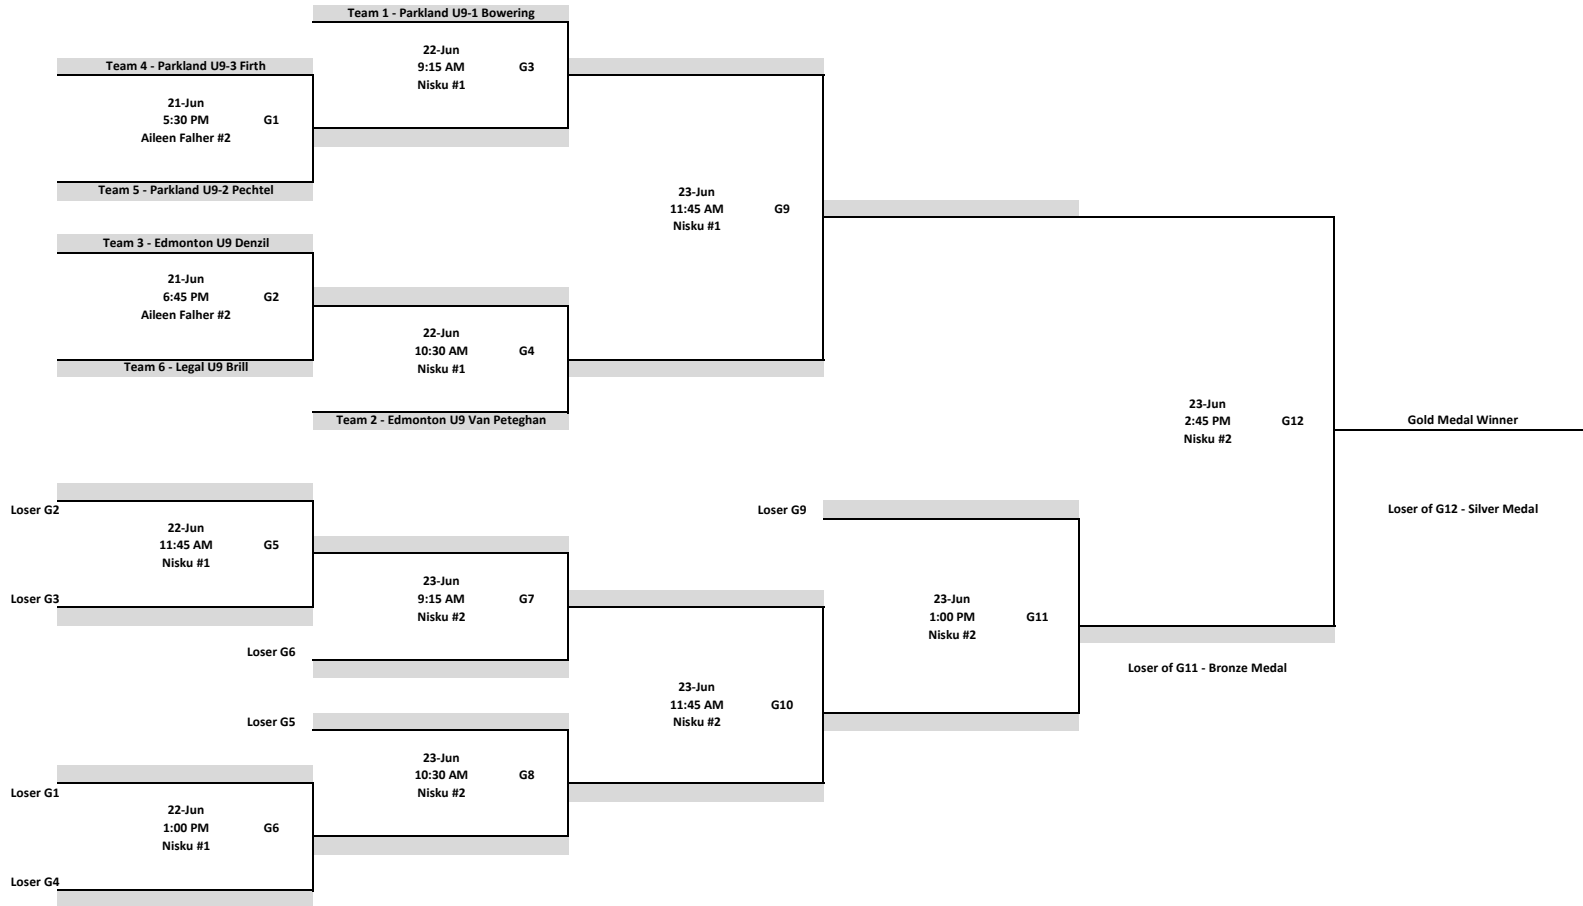 Team 1 - Parkland U9-1 Bowering
22-Jun
9:15 AM G3
Nisku #1
Team 4 - Parkland U9-3 Firth
21-Jun
5:30 PM G1
Aileen Falher #2
Team 5 - Parkland U9-2 Pechtel
23-Jun
11:45 AM G9
Nisku #1
Team 3 - Edmonton U9 Denzil
21-Jun
6:45 PM G2
Aileen Falher #2
Team 6 - Legal U9 Brill
22-Jun
10:30 AM G4
Nisku #1
Team 2 - Edmonton U9 Van Peteghan
23-Jun
2:45 PM G12
Nisku #2
Gold Medal Winner
Loser of G12 - Silver Medal
Loser G2
22-Jun
11:45 AM G5
Nisku #1
Loser G3
23-Jun
9:15 AM G7
Nisku #2
Loser G6
Loser G9
23-Jun
1:00 PM G11
Nisku #2
Loser of G11 - Bronze Medal
23-Jun
11:45 AM G10
Nisku #2
Loser G5
23-Jun
10:30 AM G8
Nisku #2
Loser G1
22-Jun
1:00 PM G6
Nisku #1
Loser G4